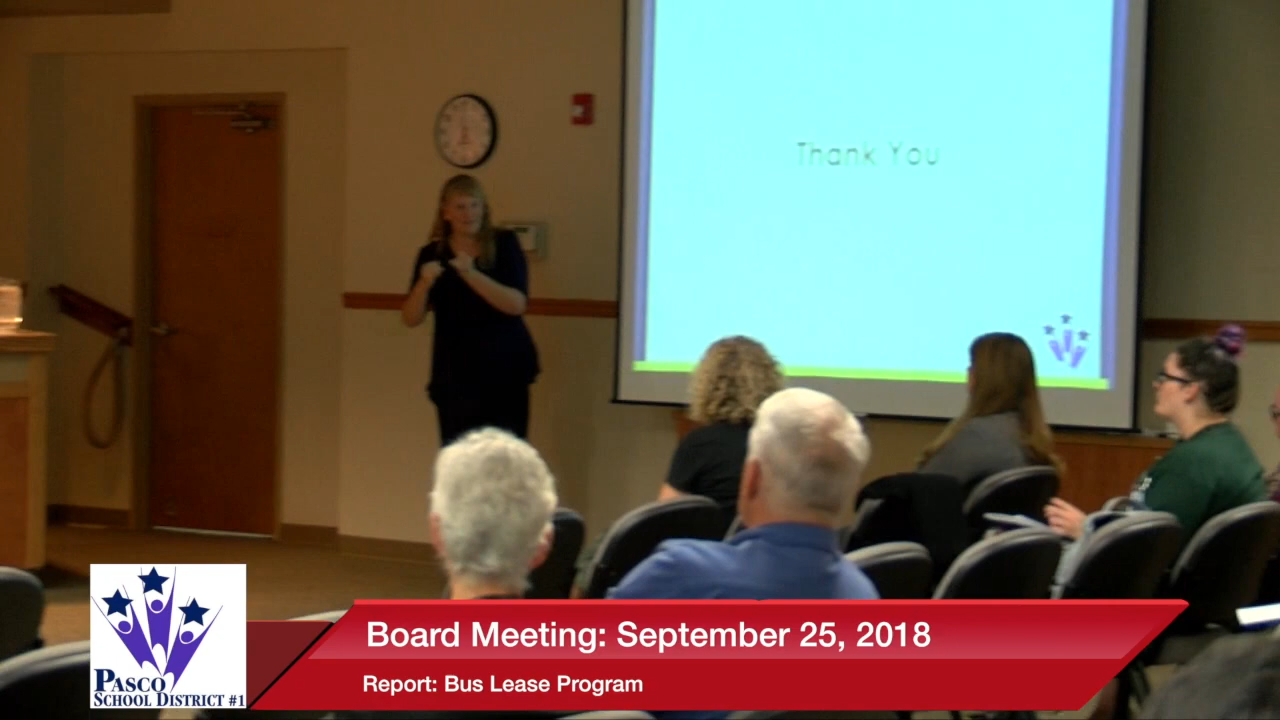 Thank You
Board Meeting: September 25, 2018
Report: Bus Lease Program
PASCO
SCHOOL DISTRICT #1